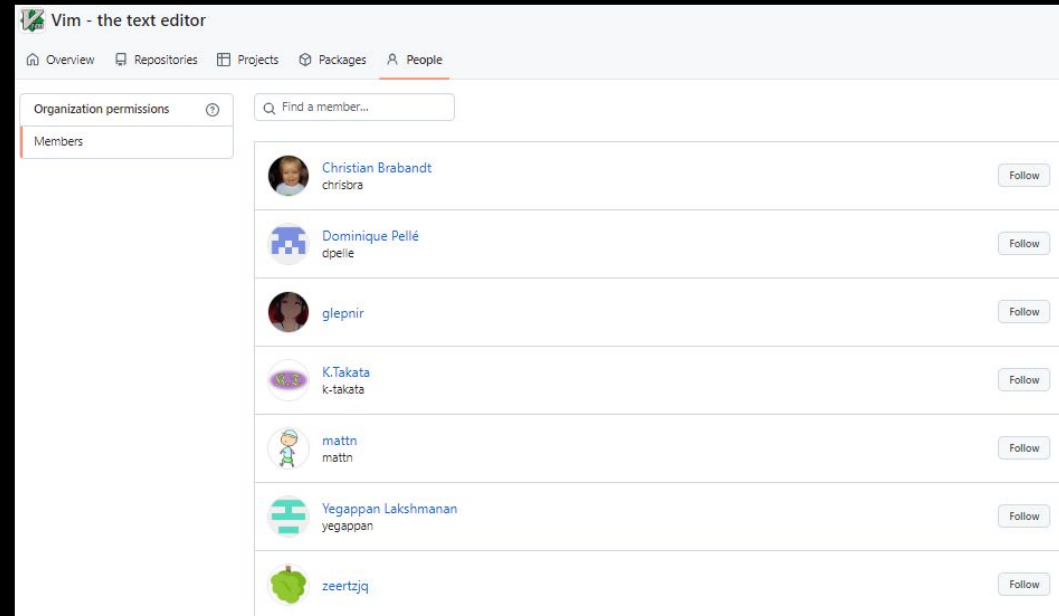 Vim - the text editor
Overview Repositories Projects Packages People
Organization permissions
Members
Find a member...
Christian Brabandt
chrisbra
Follow
Dominique Pellé
dpelle
Follow
glepnir
Follow
K.Takata
k-takata
Follow
mattn
mattn
Follow
Yegappan Lakshmanan
yegappan
Follow
zeertzjq
Follow